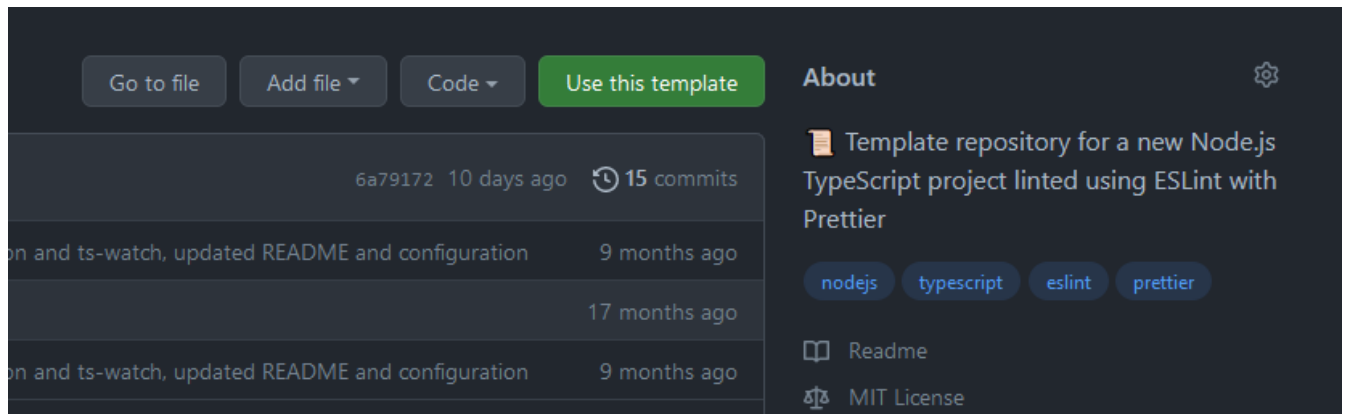 Go to file Add file Code Use this template
6a79172 10 days ago 15 commits
and ts-watch, updated README and configuration 9 months ago
17 months ago
and ts-watch, updated README and configuration 9 months ago
About
📜 Template repository for a new Node.js
TypeScript project linted using ESLint with
Prettier
nodejs typescript eslint prettier
Readme
MIT License